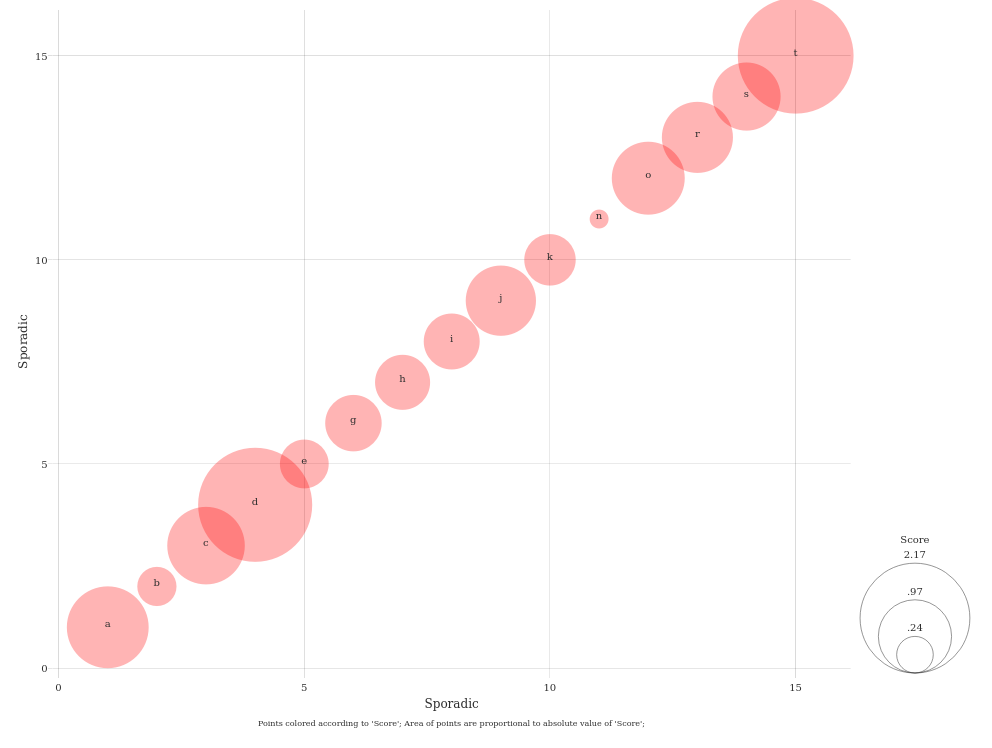 15
10
5
0
Sporadic
t
s
r
o
n
k
j
i
h
g
e
d
c
b
a
0 5 10 15
Sporadic
Score
2.17
.97
.24
Points colored according to 'Score'; Area of points are proportional to absolute value of 'Score';